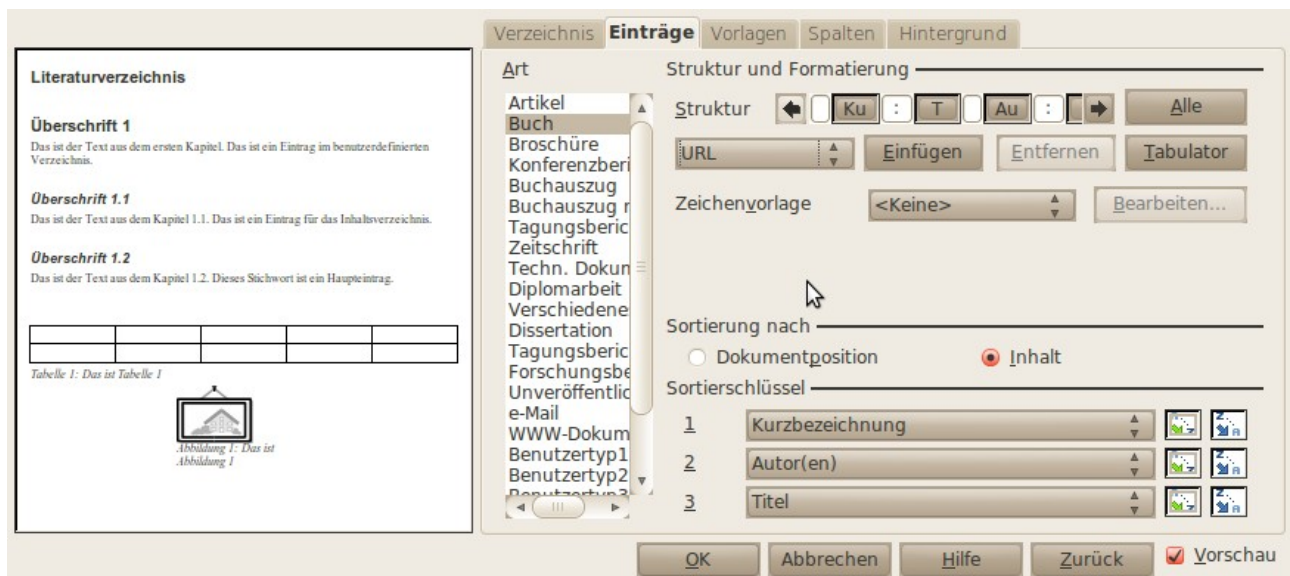 Verzeichnis Einträge Vorlagen Spalten Hintergrund
Literaturverzeichnis
Überschrift 1
Das ist der Text aus dem ersten Kapitel. Das ist ein Eintrag im benutzerdefinierten
Verzeichnis.
Überschrift 1.1
Das ist der Text aus dem Kapitel 1.1. Das ist ein Eintrag für das Inhaltsverzeichnis.
Überschrift 1.2
Das ist der Text aus dem Kapitel 1.2. Dieses Stichwort ist ein Haupteintrag.
Tabelle 1: Das ist Tabelle 1
Abbildung 1: Das ist
Abbildung 1
Art
Artikel
Buch
Broschüre
Konferenzberi
Buchauszug
Buchauszug r
Tagungsberic
Zeitschrift
Techn. Dokun
Diplomarbeit
Verschiedene
Dissertation
Tagungsberic
Forschungsbe
Unveröffentlic
e-Mail
WWW-Dokum
Benutzertyp1
Benutzertyp2
Benutzertyp3
Struktur und Formatierung
Struktur Ku : T Au : Alle
URL Einfügen Entfernen Tabulator
Zeichenvorlage <Keine> Bearbeiten...
Sortierung nach
Dokumentposition Inhalt
Sortierschlüssel
1 Kurzbezeichnung
2 Autor(en)
3 Titel
OK Abbrechen Hilfe Zurück Vorschau